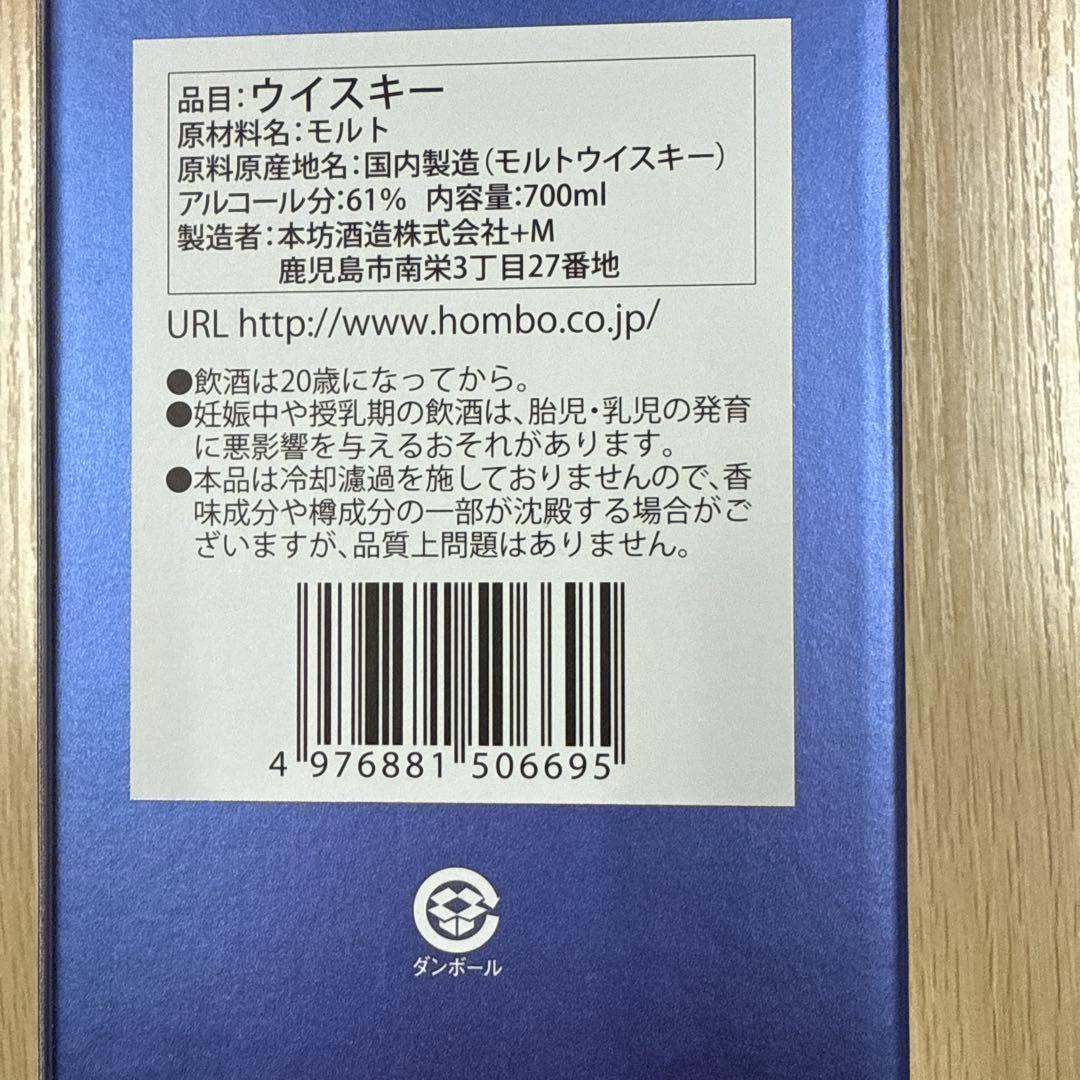 品目：ウイスキー
原材料名：モルト
原料原産地名：国内製造（モルトウイスキー）
アルコール分：61%　内容量：700ml
製造者：本坊酒造株式会社+M
鹿児島市南栄3丁目27番地
URL http://www.hombo.co.jp/
●飲酒は20歳になってから。
●妊娠中や授乳期の飲酒は、胎児・乳児の発育
に悪影響を与えるおそれがあります。
●本品は冷却濾過を施しておりませんので、香
味成分や樽成分の一部が沈殿する場合がご
ざいますが、品質上問題はありません。
4 976881 506695
ダンボール